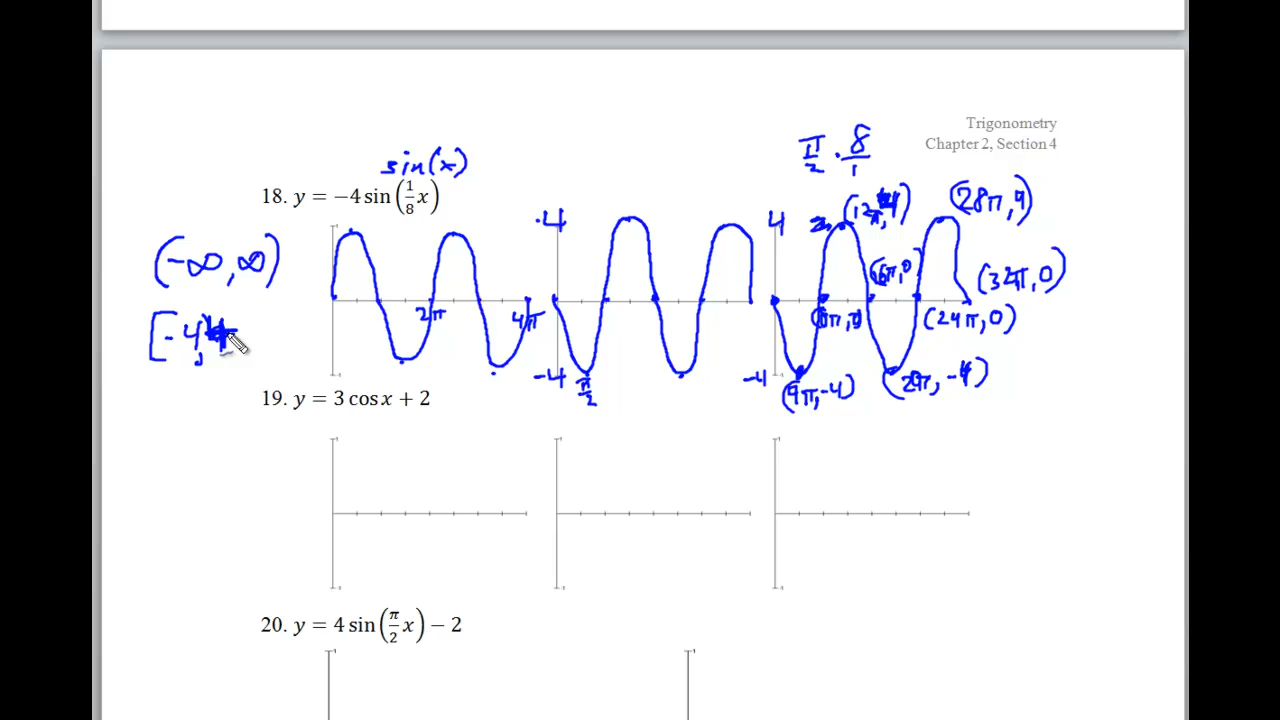 Trigonometry
Chapter 2, Section 4
π/2 · 8/1
sin(x)
18. y = −4 sin(1/8 x)
(-∞, ∞)
[-4,
2π
4π
·4
-4
π/2
4
-4
(12π, 4)
(28π, 4)
(32π, 0)
(24π, 0)
-4)
19. y = 3 cos x + 2
20. y = 4 sin(π/2 x) − 2